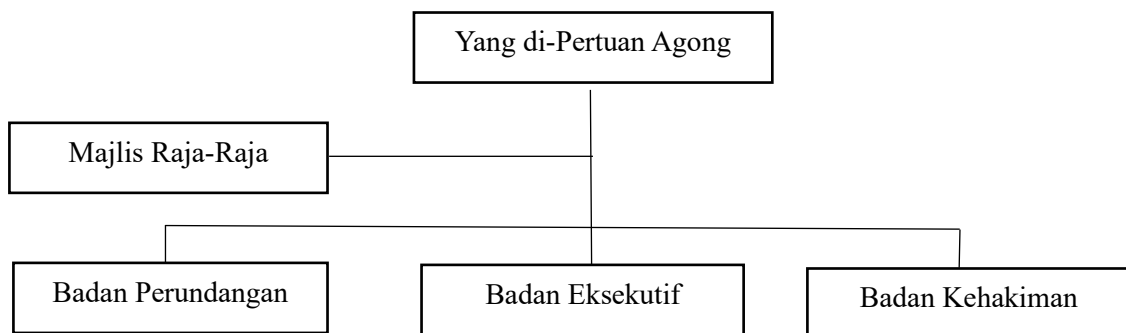 Yang di-Pertuan Agong
Majlis Raja-Raja
Badan Perundangan
Badan Eksekutif
Badan Kehakiman